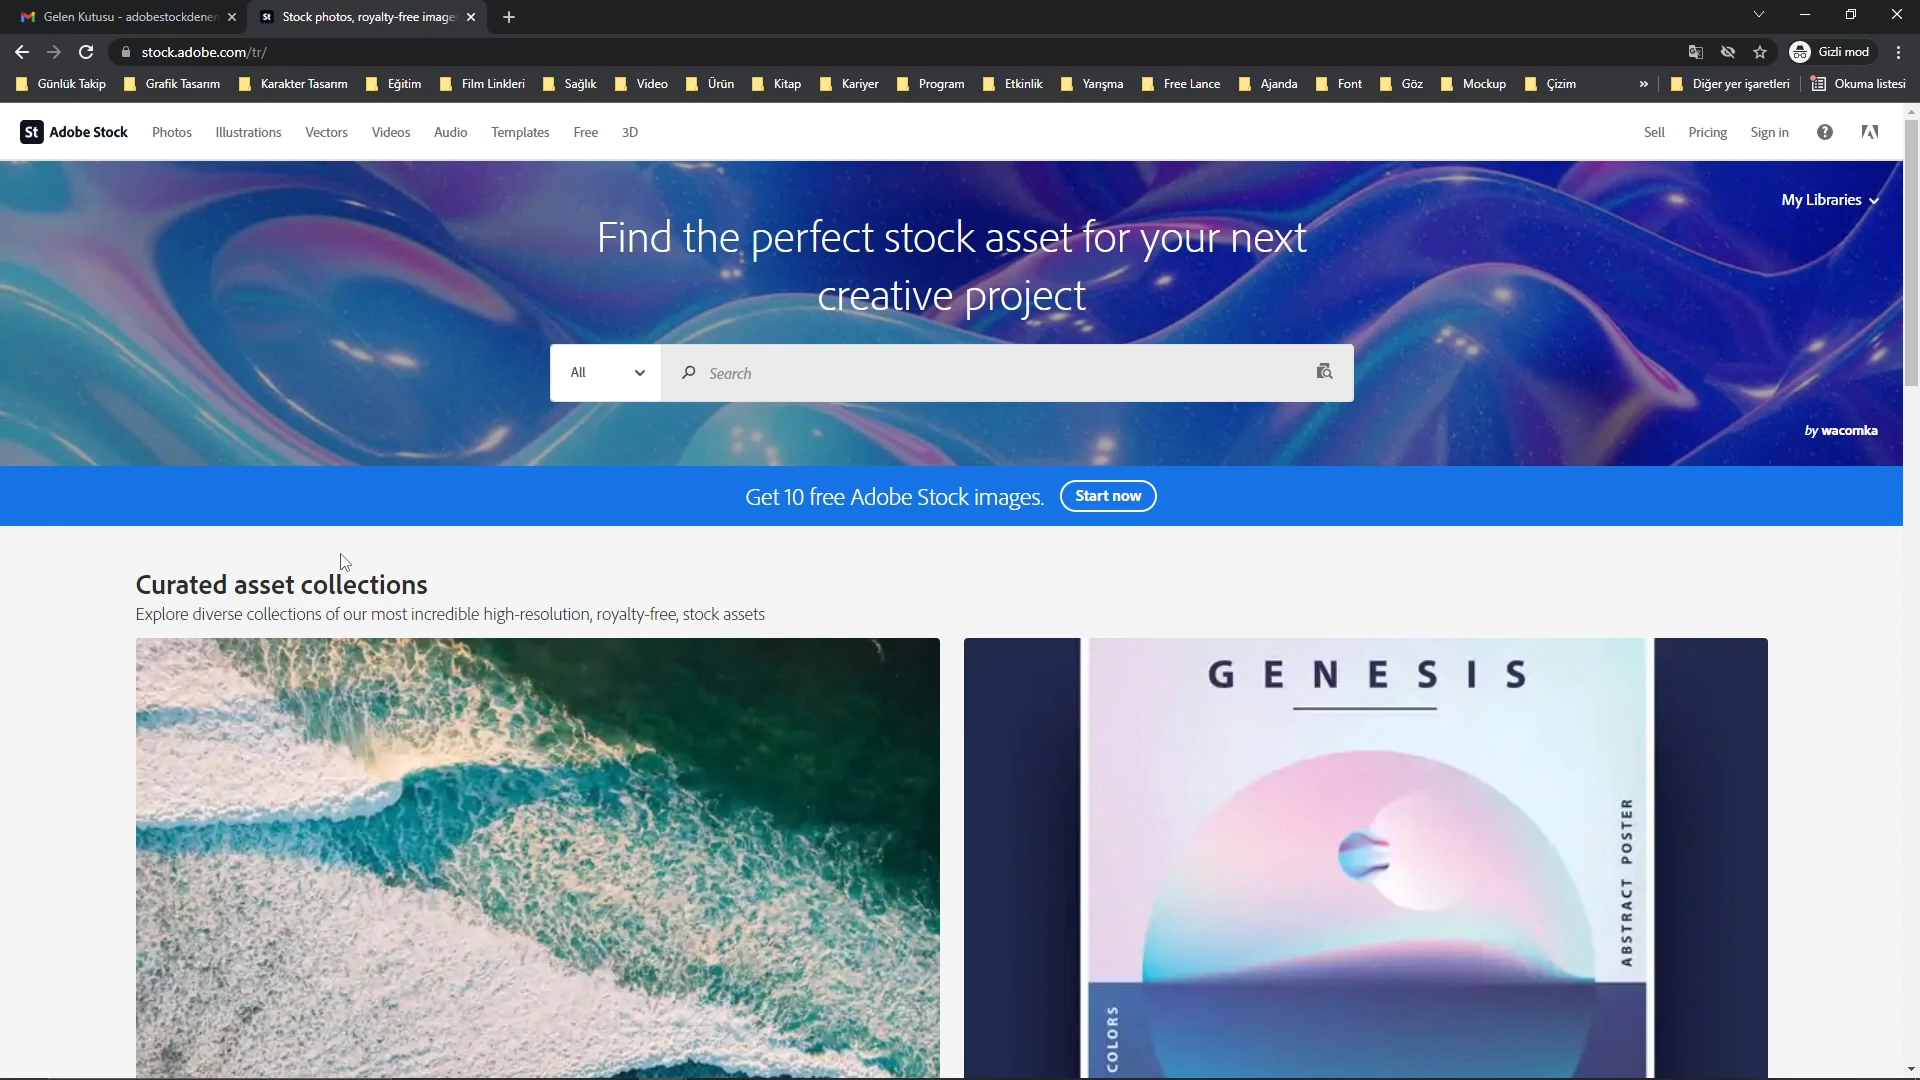 Gelen Kutusu - adobestockdener
Stock photos, royalty-free image
stock.adobe.com/tr/
Gizli mod
Günlük Takip
Grafik Tasarım
Karakter Tasarım
Eğitim
Film Linkleri
Sağlık
Video
Ürün
Kitap
Kariyer
Program
Etkinlik
Yarışma
Free Lance
Ajanda
Font
Göz
Mockup
Çizim
»
Diğer yer işaretleri
Okuma listesi
St Adobe Stock
Photos
Illustrations
Vectors
Videos
Audio
Templates
Free
3D
Sell
Pricing
Sign in
My Libraries
Find the perfect stock asset for your next
creative project
All
Search
by wacomka
Get 10 free Adobe Stock images.
Start now
Curated asset collections
Explore diverse collections of our most incredible high-resolution, royalty-free, stock assets
GENESIS
ABSTRACT POSTER
COLORS